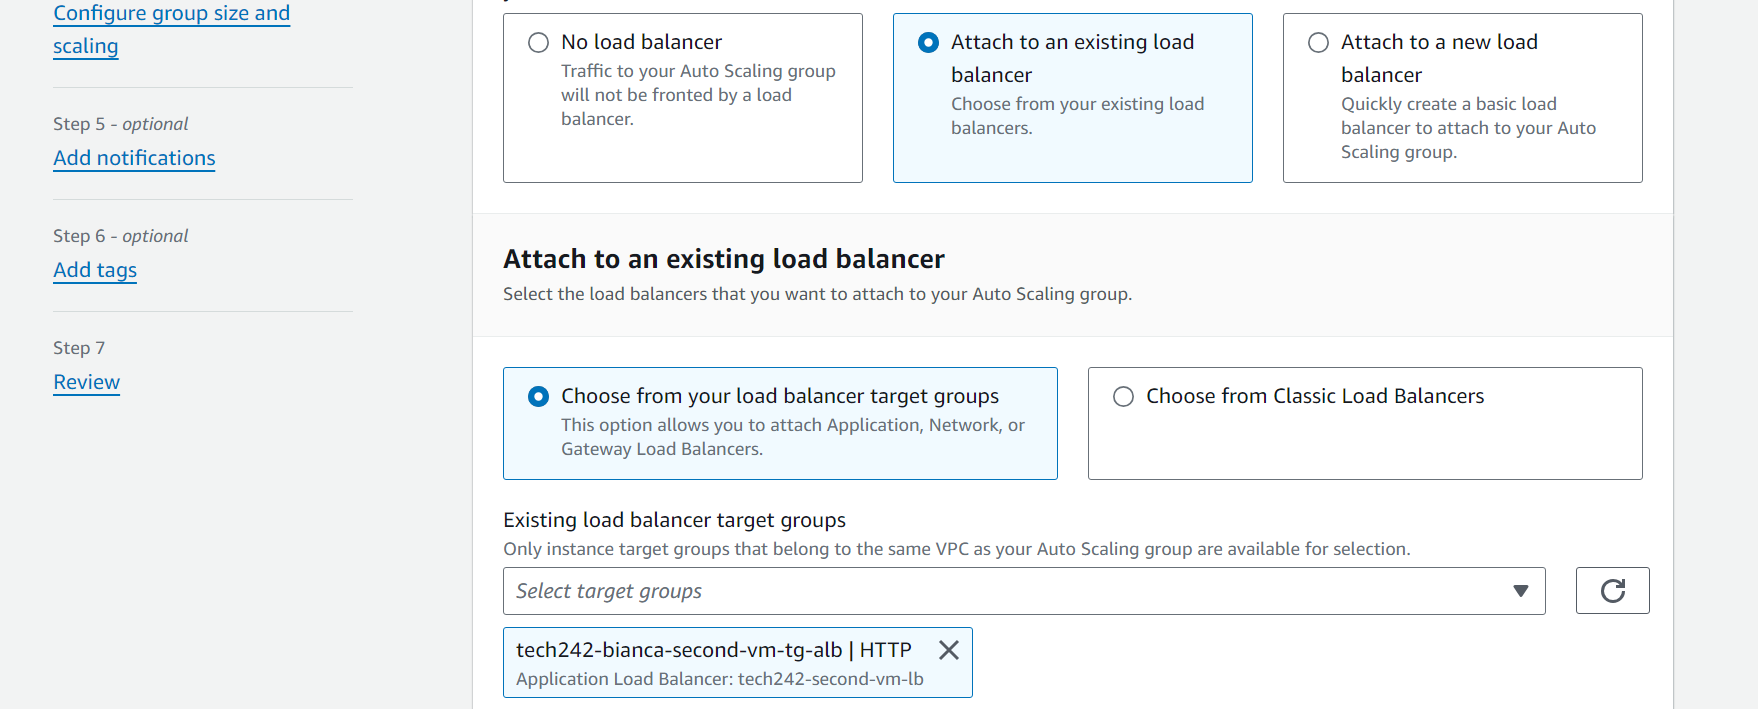 Configure group size and
scaling
Step 5 - optional
Add notifications
Step 6 - optional
Add tags
Step 7
Review
No load balancer
Traffic to your Auto Scaling group
will not be fronted by a load
balancer.
Attach to an existing load
balancer
Choose from your existing load
balancers.
Attach to a new load
balancer
Quickly create a basic load
balancer to attach to your Auto
Scaling group.
Attach to an existing load balancer
Select the load balancers that you want to attach to your Auto Scaling group.
Choose from your load balancer target groups
This option allows you to attach Application, Network, or
Gateway Load Balancers.
Choose from Classic Load Balancers
Existing load balancer target groups
Only instance target groups that belong to the same VPC as your Auto Scaling group are available for selection.
Select target groups
tech242-bianca-second-vm-tg-alb | HTTP
Application Load Balancer: tech242-second-vm-lb